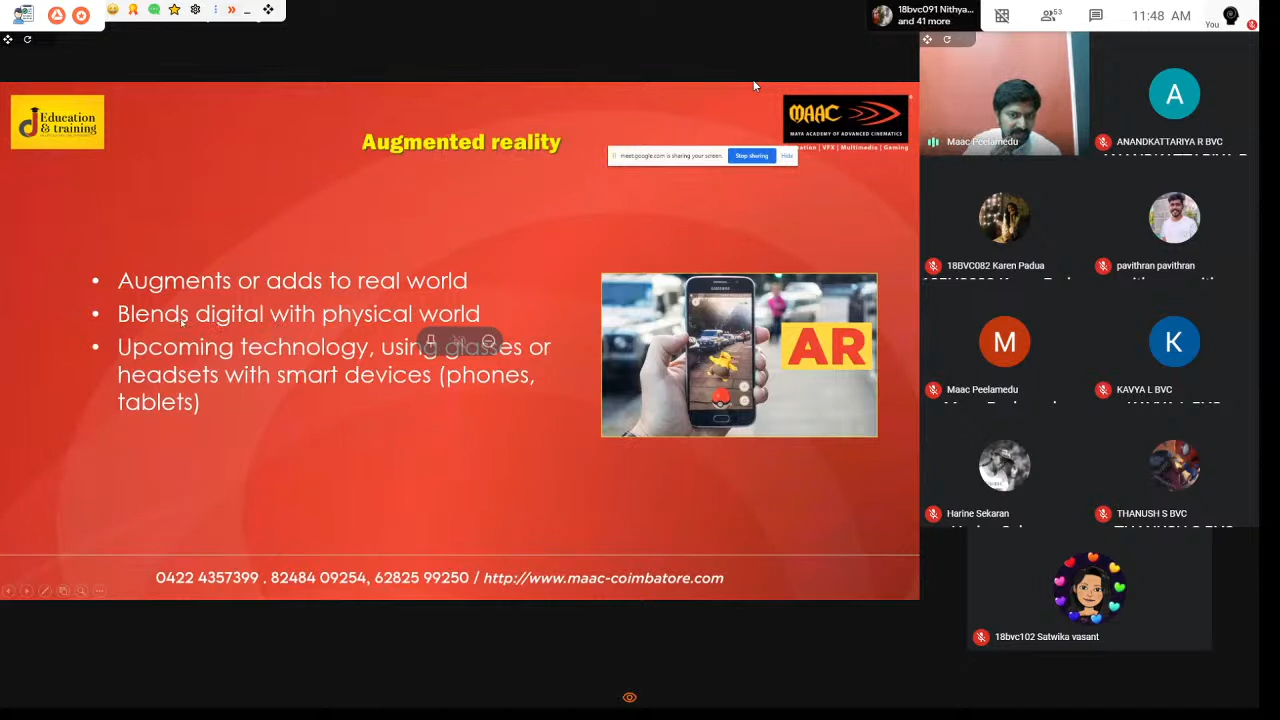 18bvc091 Nithya...
and 41 more
53
11:48 AM
You
Education
& training
Augmented reality
MAAC
MAYA ACADEMY OF ADVANCED CINEMATICS
ation | VFX | Multimedia | Gaming
meet.google.com is sharing your screen.
Stop sharing
Hide
• Augments or adds to real world
• Blends digital with physical world
• Upcoming technology, using glasses or
headsets with smart devices (phones,
tablets)
SAMSUNG
AR
0422 4357399 , 82484 09254, 62825 99250 / http://www.maac-coimbatore.com
Maac Peelamedu
A
ANANDKATTARIYA R BVC
18BVC082 Karen Padua
pavithran pavithran
M
Maac Peelamedu
K
KAVYA L BVC
Harine Sekaran
THANUSH S BVC
18bvc102 Satwika vasant